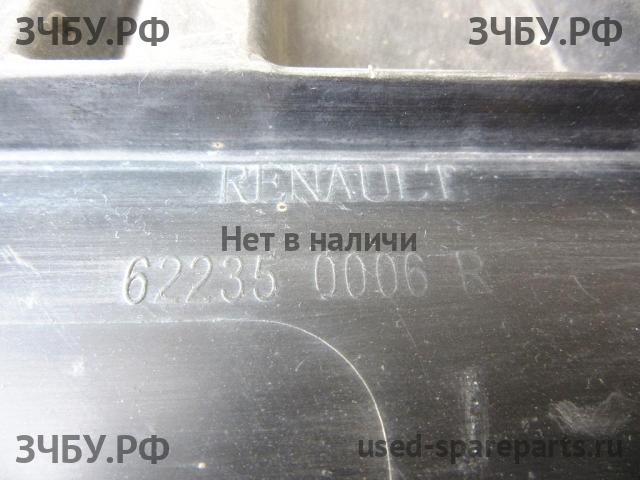 ЗЧБУ.РФ ЗЧБУ.РФ
RENAULT
Нет в наличи
62235 0006 R
ЗЧБУ.РФ used-spareparts.ru